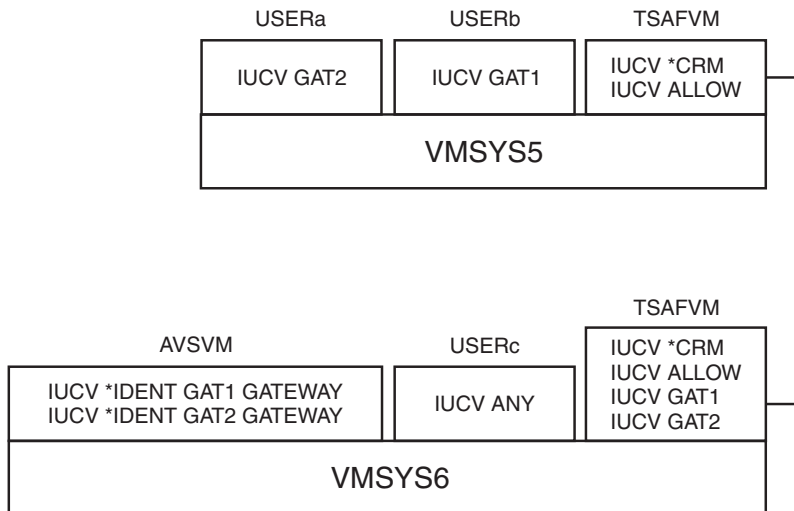 USERa USERb TSAFVM
IUCV GAT2
IUCV GAT1
IUCV *CRM
IUCV ALLOW
VMSYS5
TSAFVM
AVSVM USERc
IUCV *IDENT GAT1 GATEWAY
IUCV *IDENT GAT2 GATEWAY
IUCV ANY
IUCV *CRM
IUCV ALLOW
IUCV GAT1
IUCV GAT2
VMSYS6